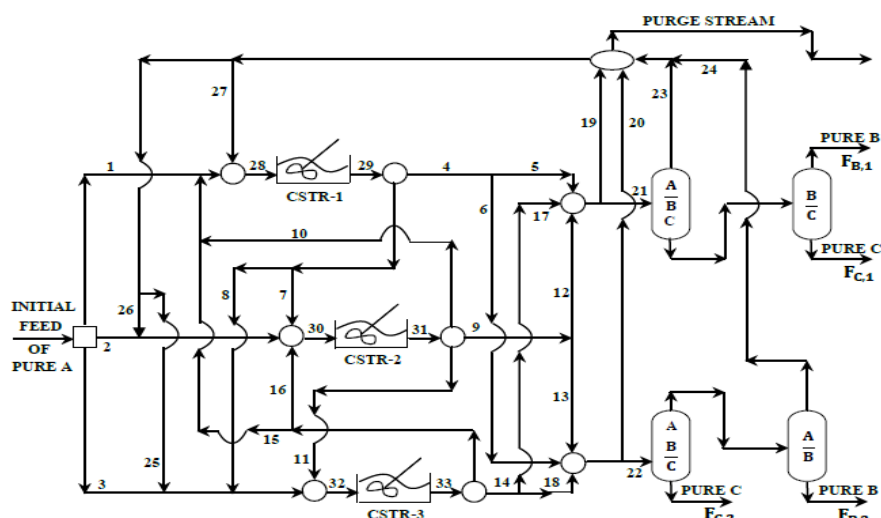 PURGE STREAM
24
27
23
19
20
PURE B
F_B,1
1
28
29
4
5
21
A
B
C
B
C
CSTR-1
6
17
10
PURE C
F_C,1
8
7
12
INITIAL
FEED
OF
PURE A
26
2
30
31
9
CSTR-2
16
13
15
11
A
B
C
A
B
25
3
32
33
14
18
22
CSTR-3
PURE C
PURE B